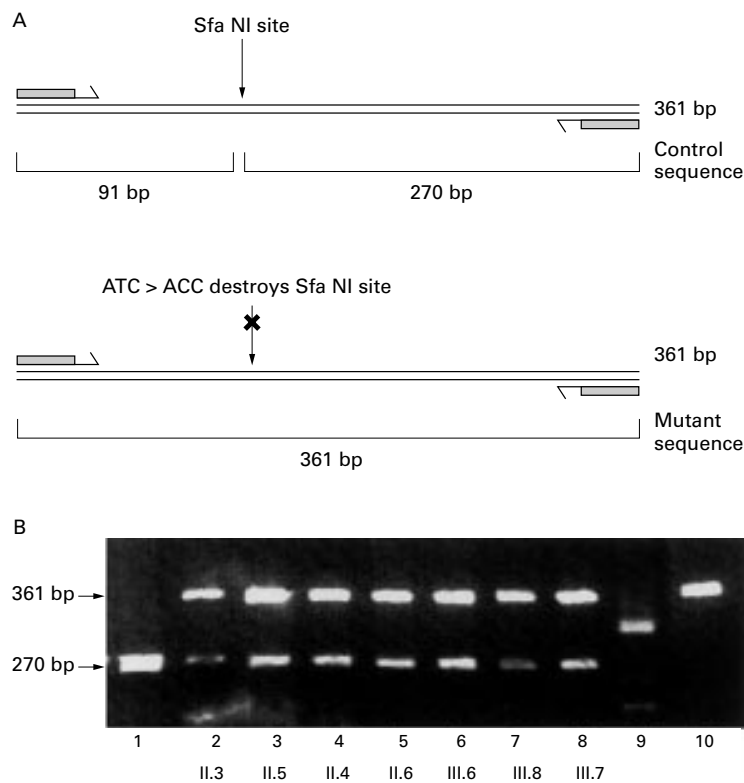 A
Sfa NI site
361 bp
Control
sequence
91 bp
270 bp
ATC > ACC destroys Sfa NI site
361 bp
Mutant
sequence
361 bp
B
361 bp
270 bp
1 2 3 4 5 6 7 8 9 10
II.3 II.5 II.4 II.6 III.6 III.8 III.7